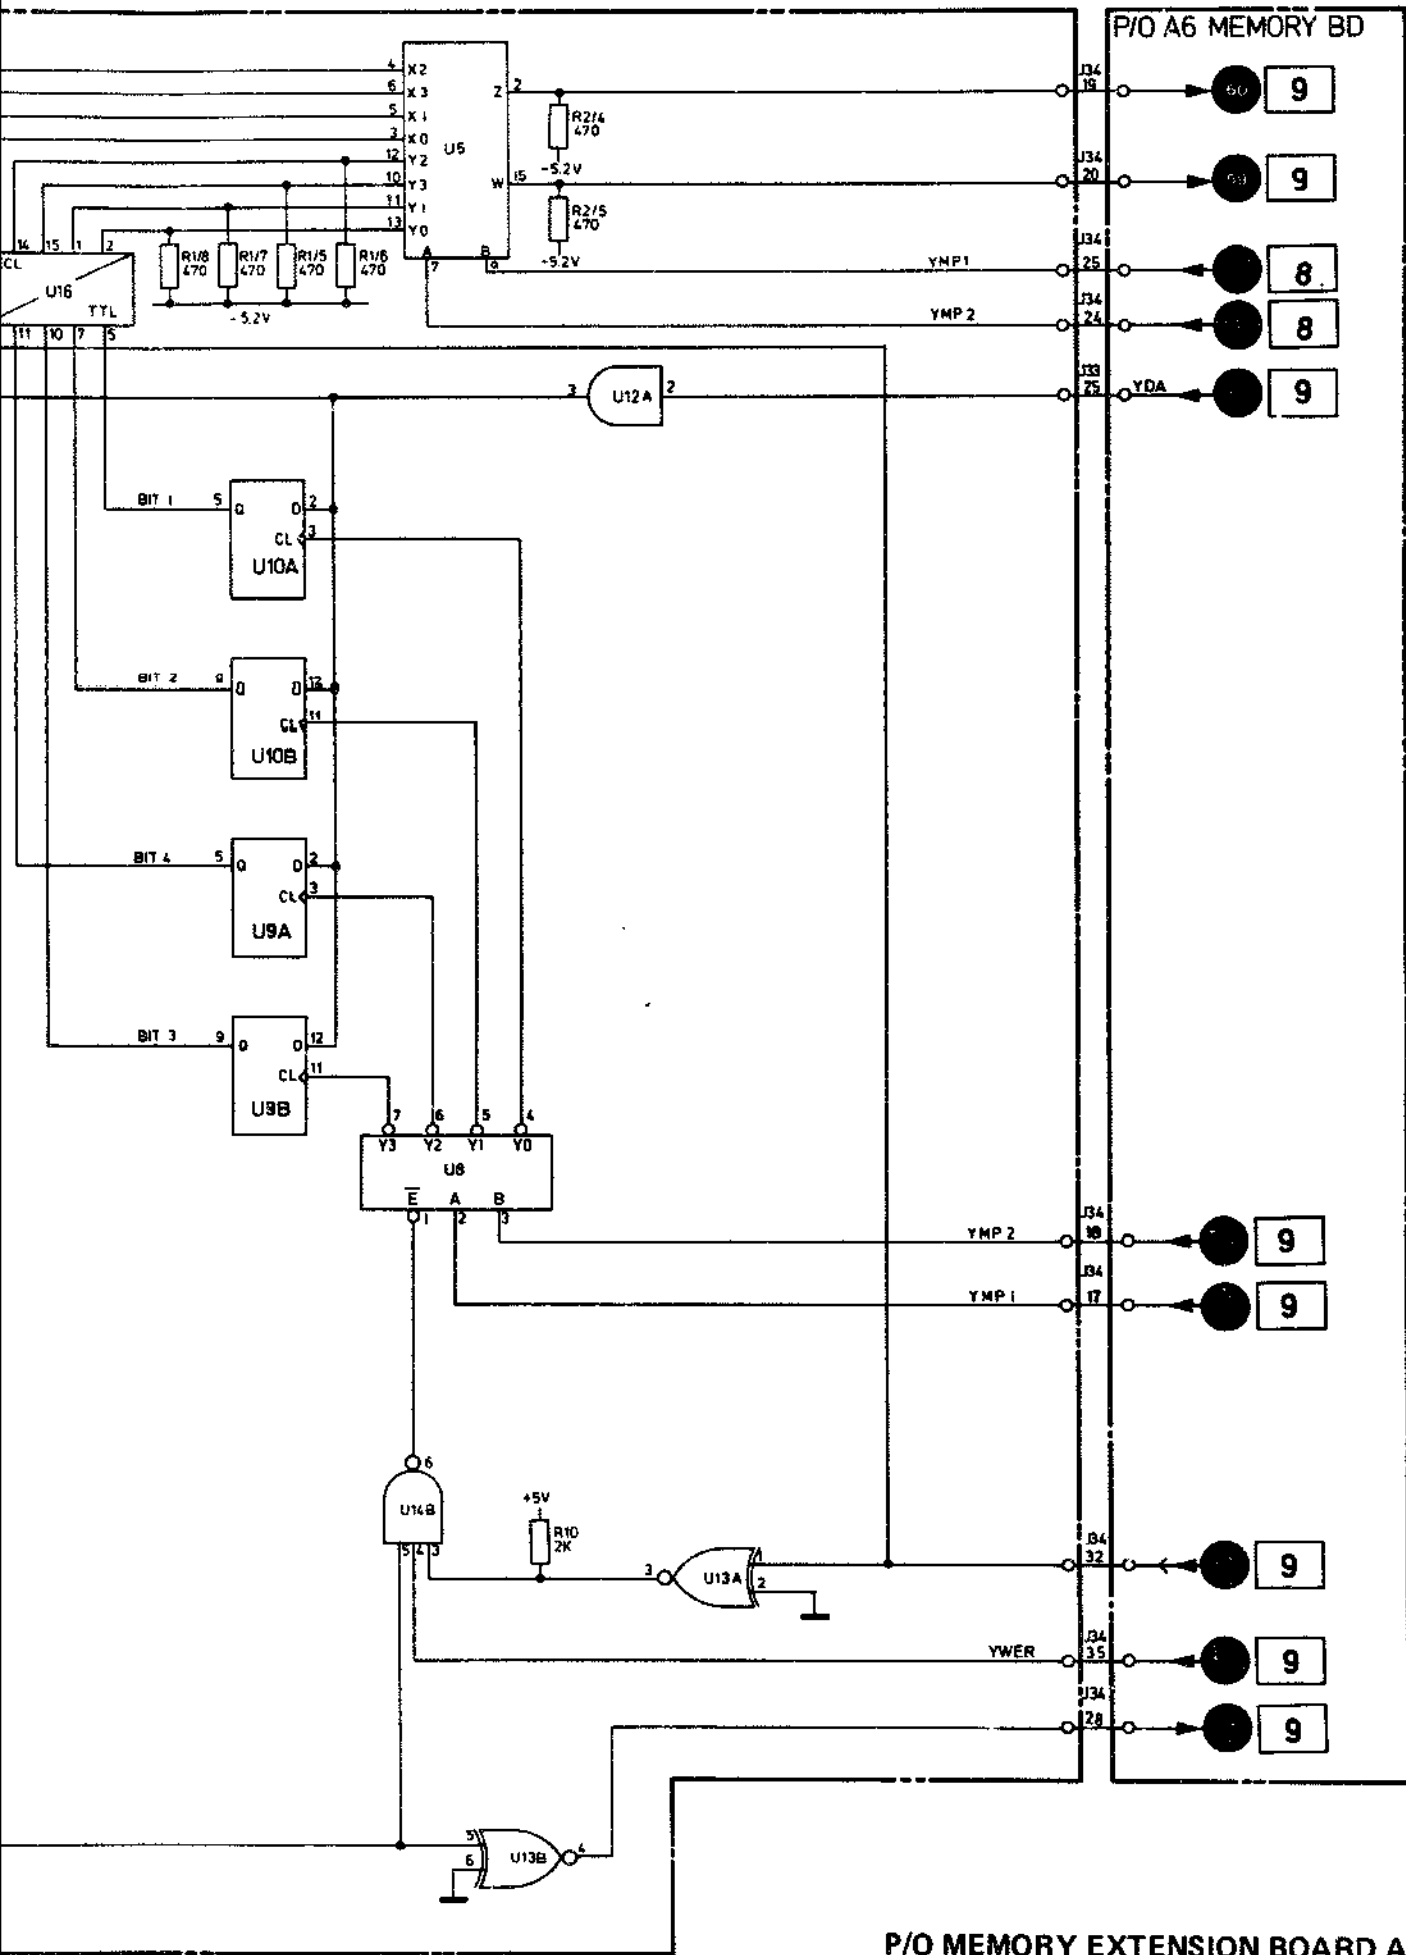 P/O A6 MEMORY BD
4 X2
6 X3
5 X1
3 X0
12 Y2
10 Y3
11 Y1
13 Y0
U5
Z 2
W 15
A 7
B 9
R2/4
470
-5.2V
R2/5
470
-5.2V
J34
19
60 9
J34
20
59 9
J34
25
YMP1
8
J34
24
YMP 2
8
J33
25
YDA
9
14 15 1 2
CL
U16
TTL
11 10 7 5
R1/8
470
R1/7
470
R1/5
470
R1/6
470
- 5.2V
3 U12A 2
BIT 1 5 Q D 2
CL 3
U10A
BIT 2 9 Q D 12
CL 11
U10B
BIT 4 5 Q D 2
CL 3
U9A
BIT 3 9 Q D 12
CL 11
U9B
7 6 5 4
Y3 Y2 Y1 Y0
U8
E A B
1 2 3
YMP 2
J34
18
9
YMP 1
J34
17
9
6
U14B
5 4 3
+5V
R10
2K
3 U13A 1
2
J34
32
9
YWER
J34
35
9
J34
28
9
5
6
U13B 4
P/O MEMORY EXTENSION BOARD A